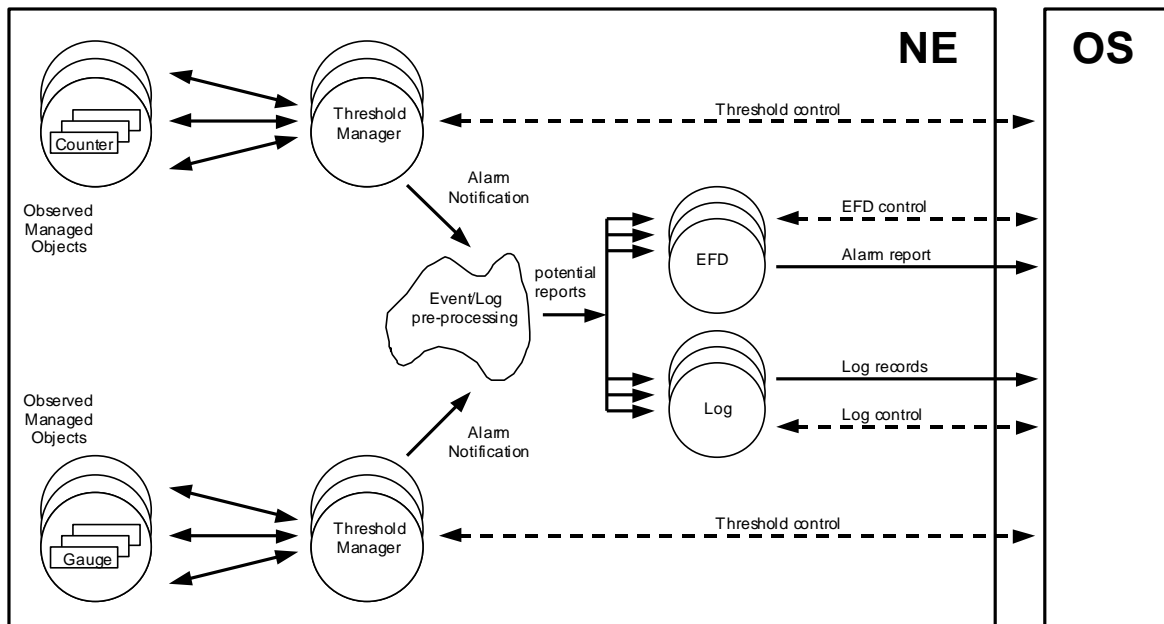 NE
OS
Counter
Threshold
Manager
Threshold control
Observed
Managed
Objects
Alarm
Notification
EFD control
EFD
Alarm report
potential
reports
Event/Log
pre-processing
Log records
Log
Log control
Observed
Managed
Objects
Alarm
Notification
Gauge
Threshold
Manager
Threshold control